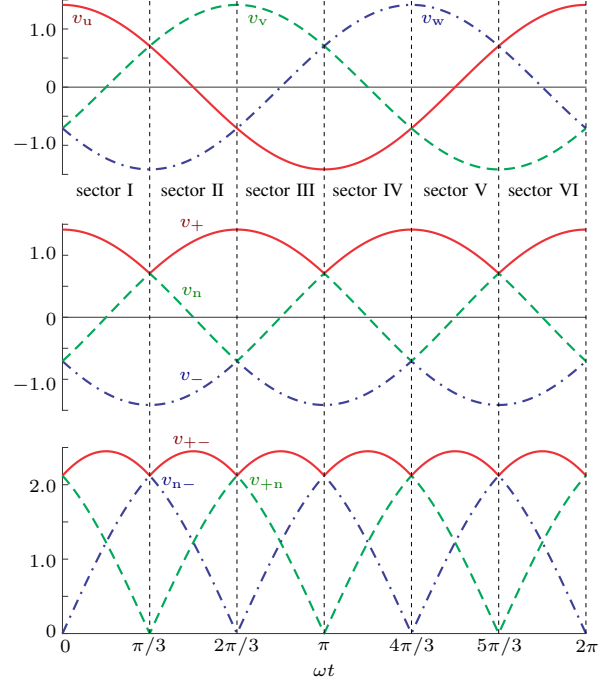 1.0
v_u
v_v
v_w
0
−1.0
sector I
sector II
sector III
sector IV
sector V
sector VI
v_+
1.0
v_n
0
v_−
−1.0
v_{+−}
v_{n−}
v_{+n}
2.0
1.0
0
0
π/3
2π/3
π
4π/3
5π/3
2π
ωt